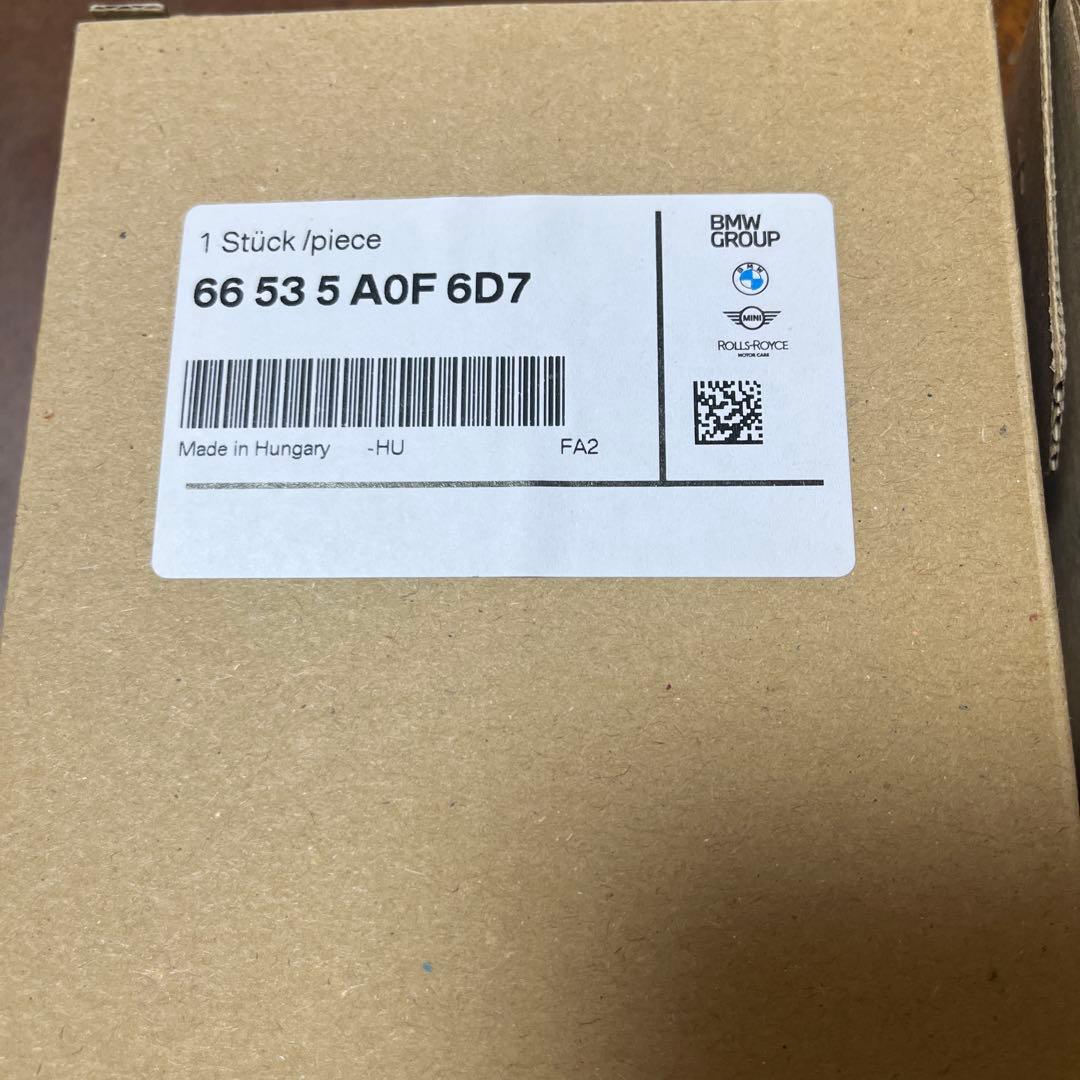 1 Stück /piece
66 53 5 A0F 6D7
Made in Hungary -HU FA2
BMW
GROUP
BMW
MINI
ROLLS-ROYCE
MOTOR CARS